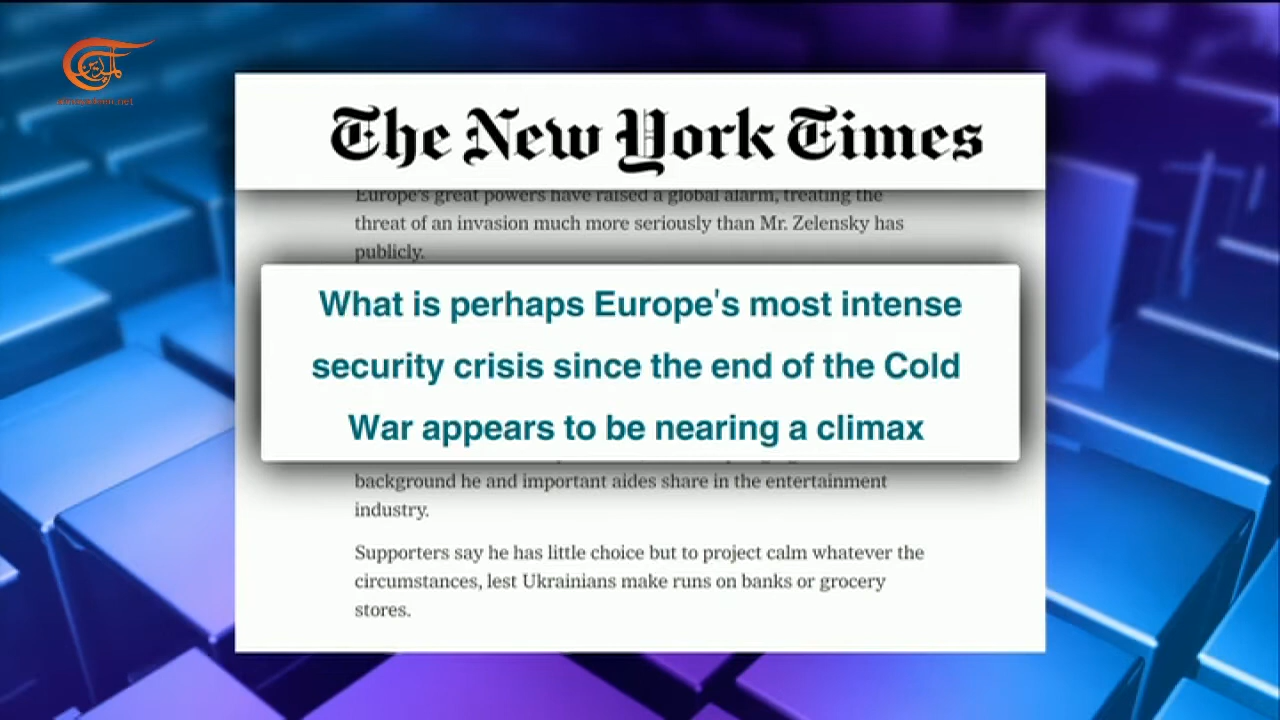 الميادين
almayadeen.net
The New York Times
Europe's great powers have raised a global alarm, treating the
threat of an invasion much more seriously than Mr. Zelensky has
publicly.
What is perhaps Europe's most intense
security crisis since the end of the Cold
War appears to be nearing a climax
background he and important aides share in the entertainment
industry.
Supporters say he has little choice but to project calm whatever the
circumstances, lest Ukrainians make runs on banks or grocery
stores.